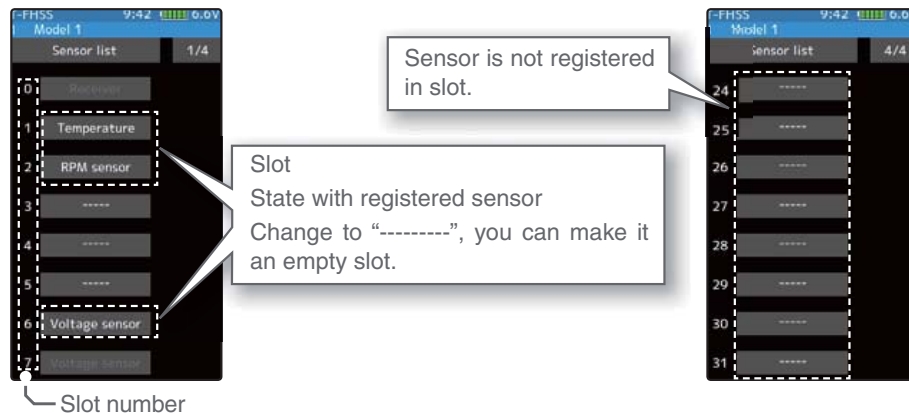 T-FHSS 9:42 6.6V
Model 1
Sensor list 1/4
0 Receiver
1 Temperature
2 RPM sensor
3 -----
4 -----
5 -----
6 Voltage sensor
7 Voltage sensor
Slot number
Slot
State with registered sensor
Change to “---------”, you can make it
an empty slot.
Sensor is not registered
in slot.
-FHSS 9:42 6.6
Model 1
Sensor list 4/4
24 -----
25 -----
26 -----
27 -----
28 -----
29 -----
30 -----
31 -----